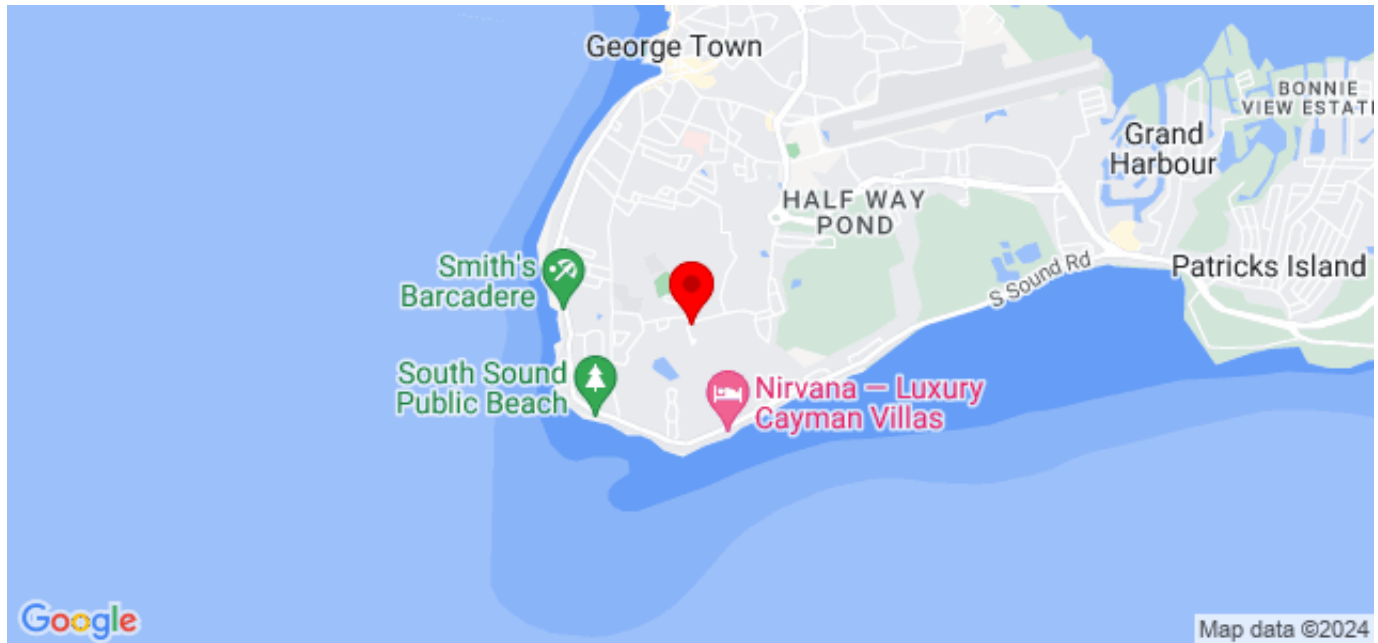 George Town
BONNIE
VIEW ESTATE
Grand
Harbour
HALF WAY
POND
Smith's
Barcadere
S Sound Rd
Patricks Island
South Sound
Public Beach
Nirvana — Luxury
Cayman Villas
Google
Map data ©2024